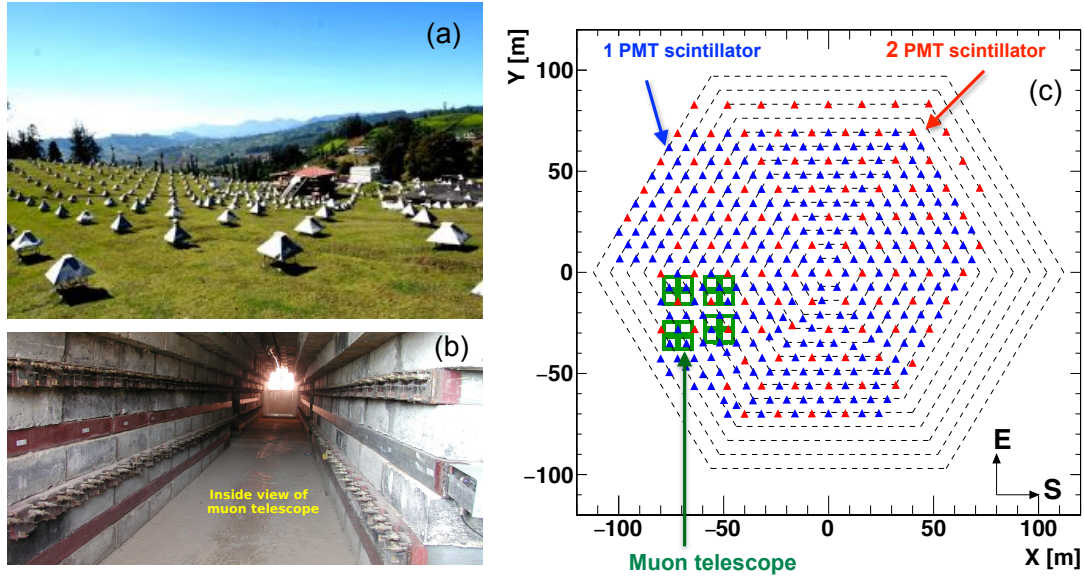 (a)
(b)
Inside view of
muon telescope
(c)
1 PMT scintillator
2 PMT scintillator
Y [m]
100
50
0
−50
−100
−100
−50
0
50
100
X [m]
E
S
Muon telescope